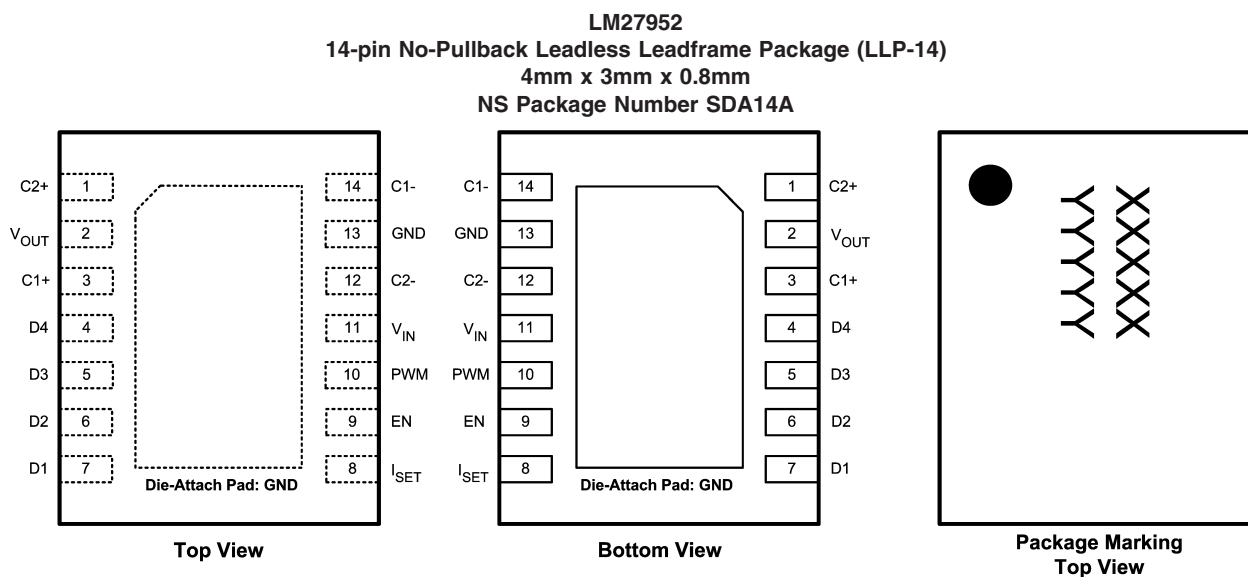 LM27952
14-pin No-Pullback Leadless Leadframe Package (LLP-14)
4mm x 3mm x 0.8mm
NS Package Number SDA14A
C2+ 1 14 C1-
VOUT 2 13 GND
C1+ 3 12 C2-
D4 4 11 VIN
D3 5 10 PWM
D2 6 9 EN
D1 7 8 ISET
Die-Attach Pad: GND
Top View
C1- 14 1 C2+
GND 13 2 VOUT
C2- 12 3 C1+
VIN 11 4 D4
PWM 10 5 D3
EN 9 6 D2
ISET 8 7 D1
Die-Attach Pad: GND
Bottom View
YYYYY
XXXXX
Package Marking
Top View